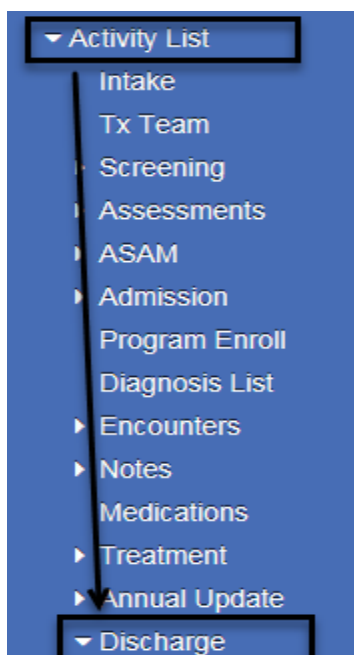 Activity List
Intake
Tx Team
Screening
Assessments
ASAM
Admission
Program Enroll
Diagnosis List
Encounters
Notes
Medications
Treatment
Annual Update
Discharge